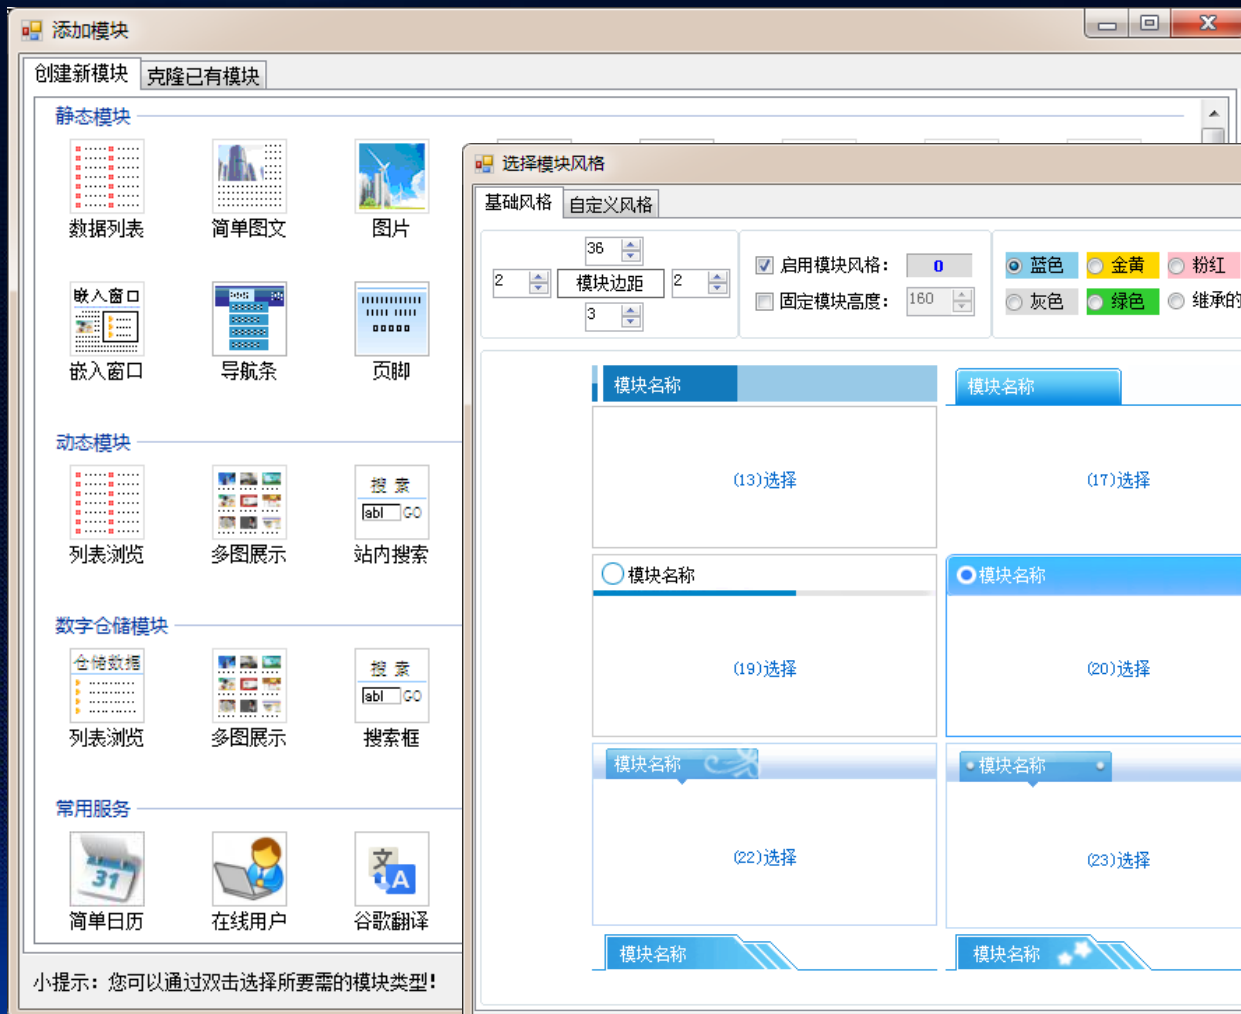 添加模块
创建新模块 克隆已有模块
静态模块
数据列表 简单图文 图片
嵌入窗口
嵌入窗口 导航条 页脚
动态模块
搜 索
abl GO
列表浏览 多图展示 站内搜索
数字仓储模块
仓储数据 搜 索
abl GO
列表浏览 多图展示 搜索框
常用服务
31 文 A
简单日历 在线用户 谷歌翻译
小提示：您可以通过双击选择所要需的模块类型！
选择模块风格
基础风格 自定义风格
36
2 模块边距 2
3
启用模块风格： 0
固定模块高度： 160
蓝色 金黄 粉红
灰色 绿色 继承的
模块名称 模块名称
(13)选择 (17)选择
模块名称 模块名称
(19)选择 (20)选择
模块名称 模块名称
(22)选择 (23)选择
模块名称 模块名称